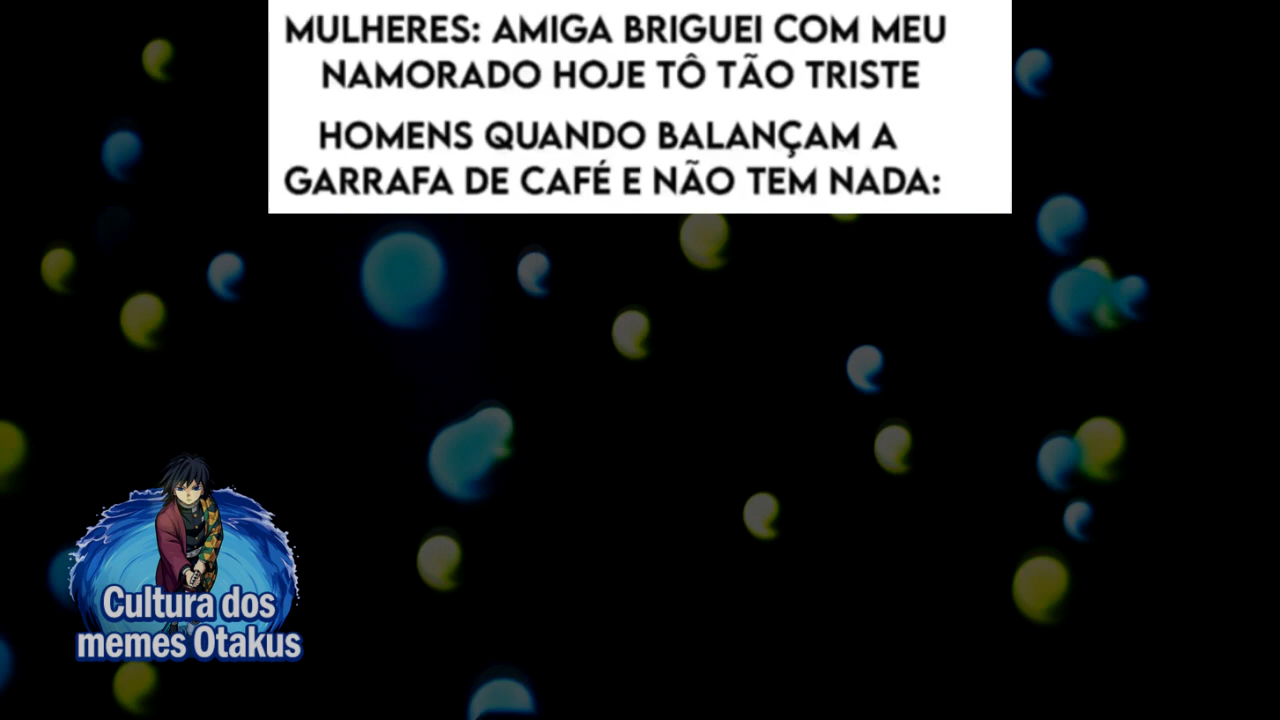 MULHERES: AMIGA BRIGUEI COM MEU
NAMORADO HOJE TÔ TÃO TRISTE
HOMENS QUANDO BALANÇAM A
GARRAFA DE CAFÉ E NÃO TEM NADA:
Cultura dos
memes Otakus